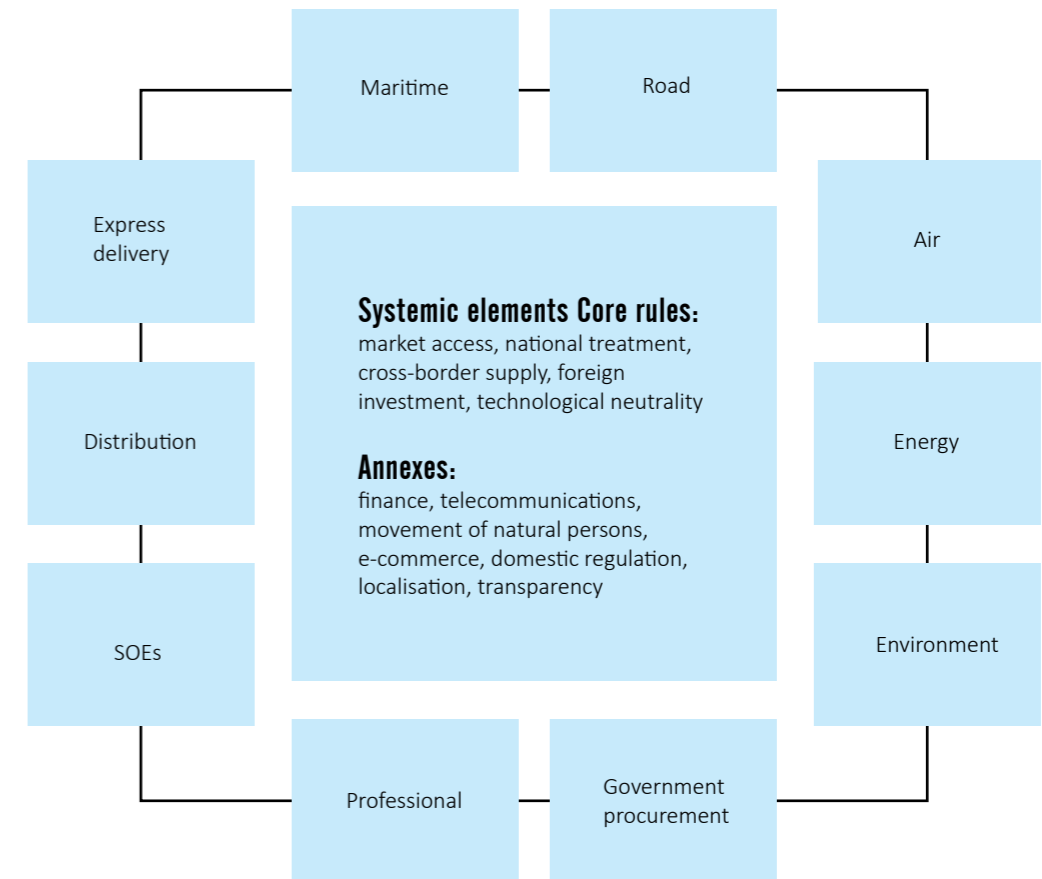 Maritime
Road
Express
delivery
Air
Systemic elements Core rules:
market access, national treatment,
cross-border supply, foreign
investment, technological neutrality
Distribution
Energy
Annexes:
finance, telecommunications,
movement of natural persons,
e-commerce, domestic regulation,
localisation, transparency
SOEs
Environment
Professional
Government
procurement